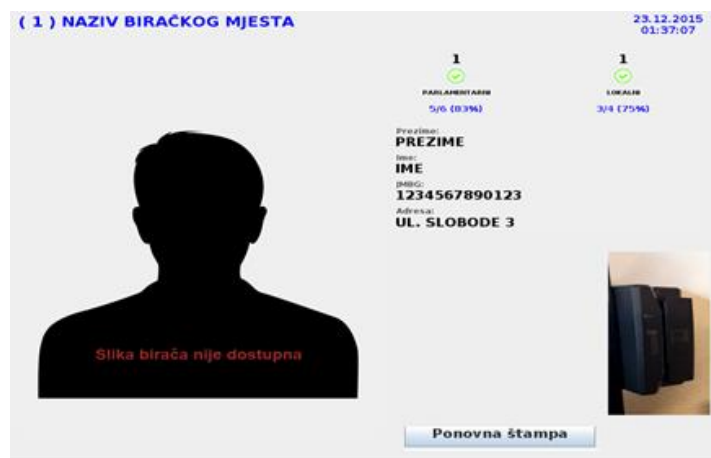 ( 1 ) NAZIV BIRAČKOG MJESTA
23.12.2015
01:37:07
1
PARLAMENTARNI
5/6 (83%)
1
LOKALNI
3/4 (75%)
Prezime:
PREZIME
Ime:
IME
JMBG:
1234567890123
Adresa:
UL. SLOBODE 3
Slika birača nije dostupna
Ponovna štampa